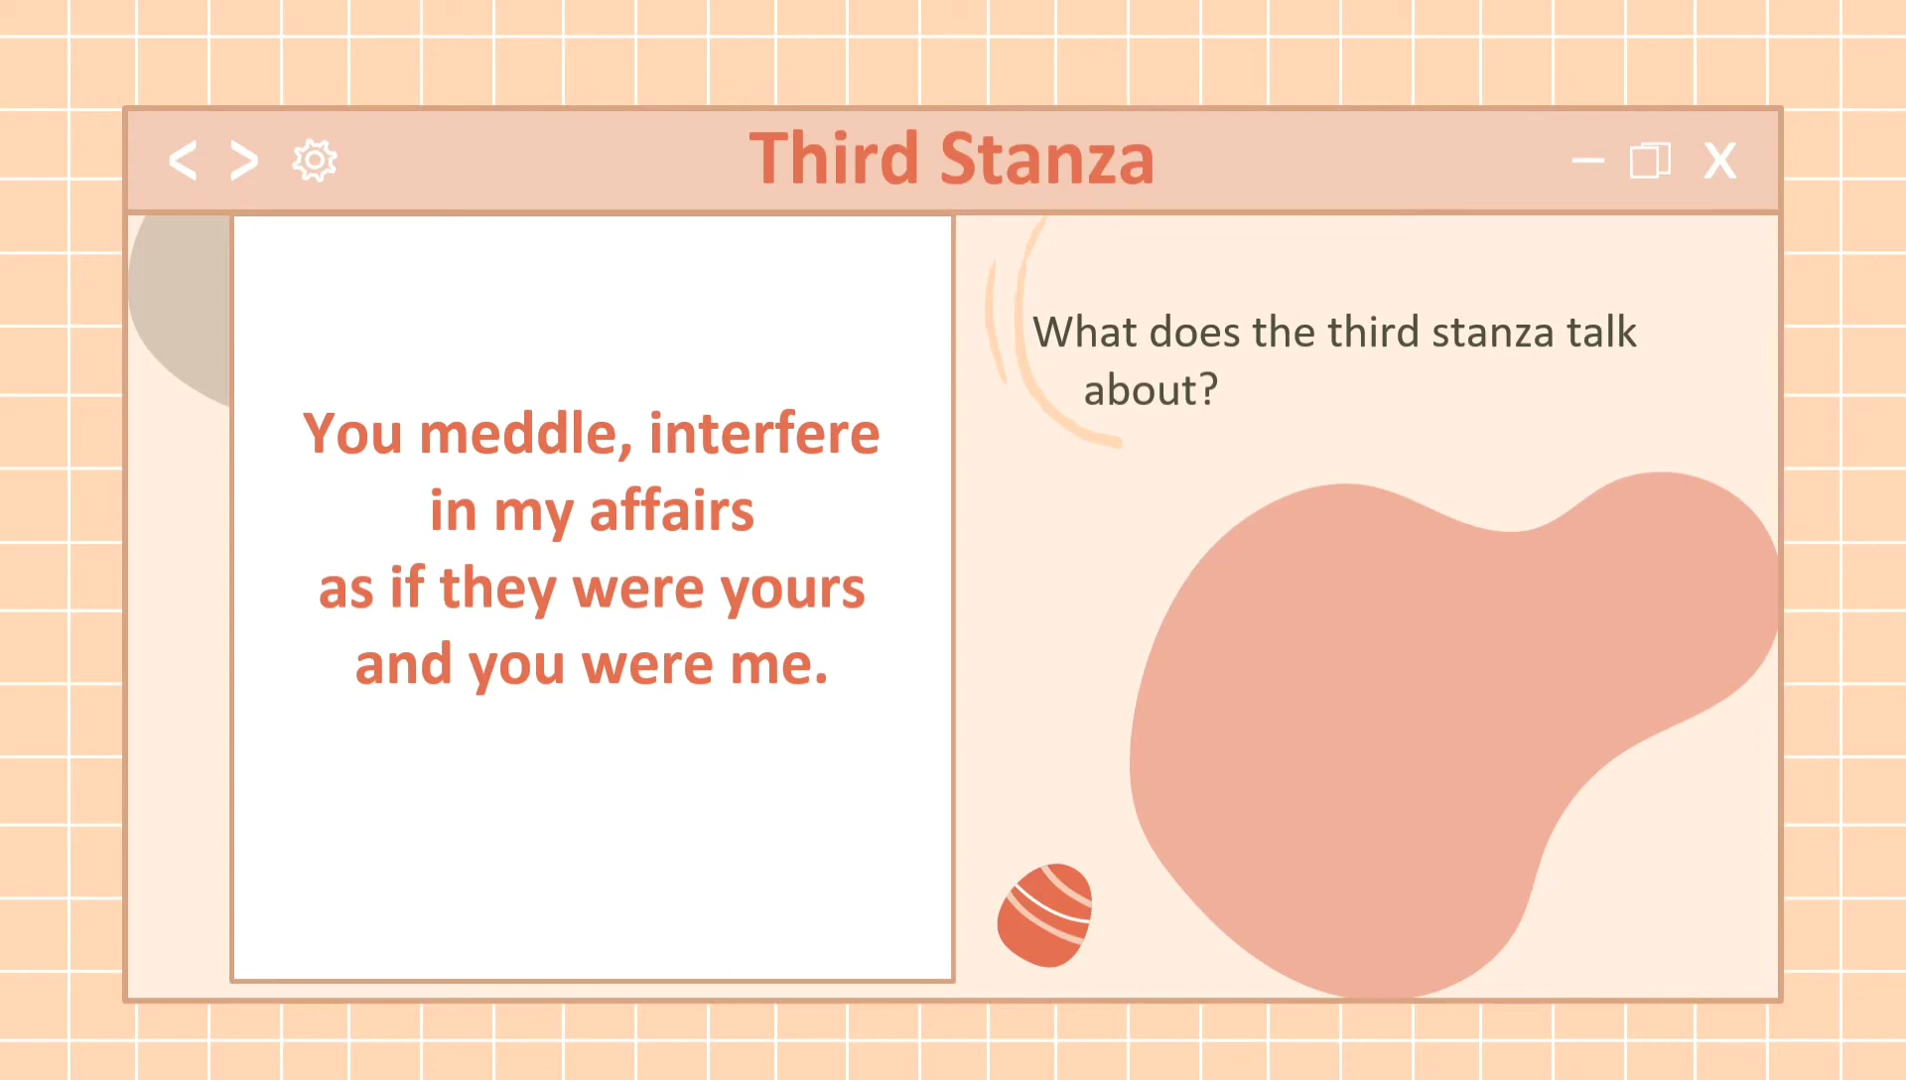 Third Stanza
You meddle, interfere
in my affairs
as if they were yours
and you were me.
What does the third stanza talk
about?